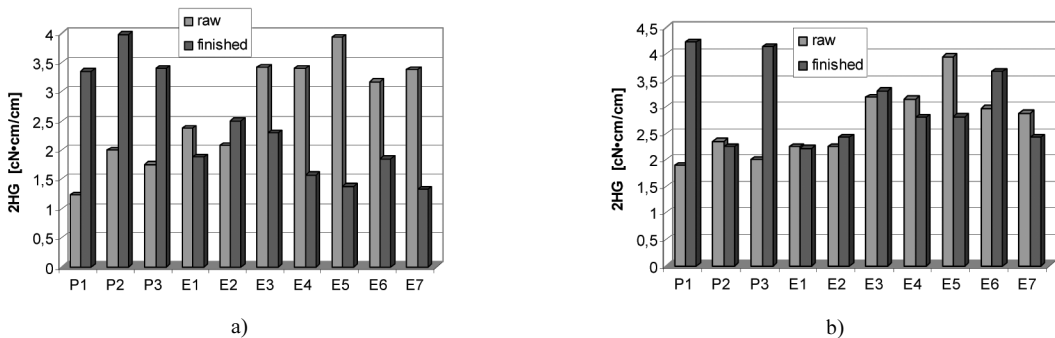 2HG [cN•cm/cm]
4
3,5
3
2,5
2
1,5
1
0,5
0
raw
finished
P1 P2 P3 E1 E2 E3 E4 E5 E6 E7
a)
2HG [cN•cm/cm]
4,5
4
3,5
3
2,5
2
1,5
1
0,5
0
raw
finished
P1 P2 P3 E1 E2 E3 E4 E5 E6 E7
b)